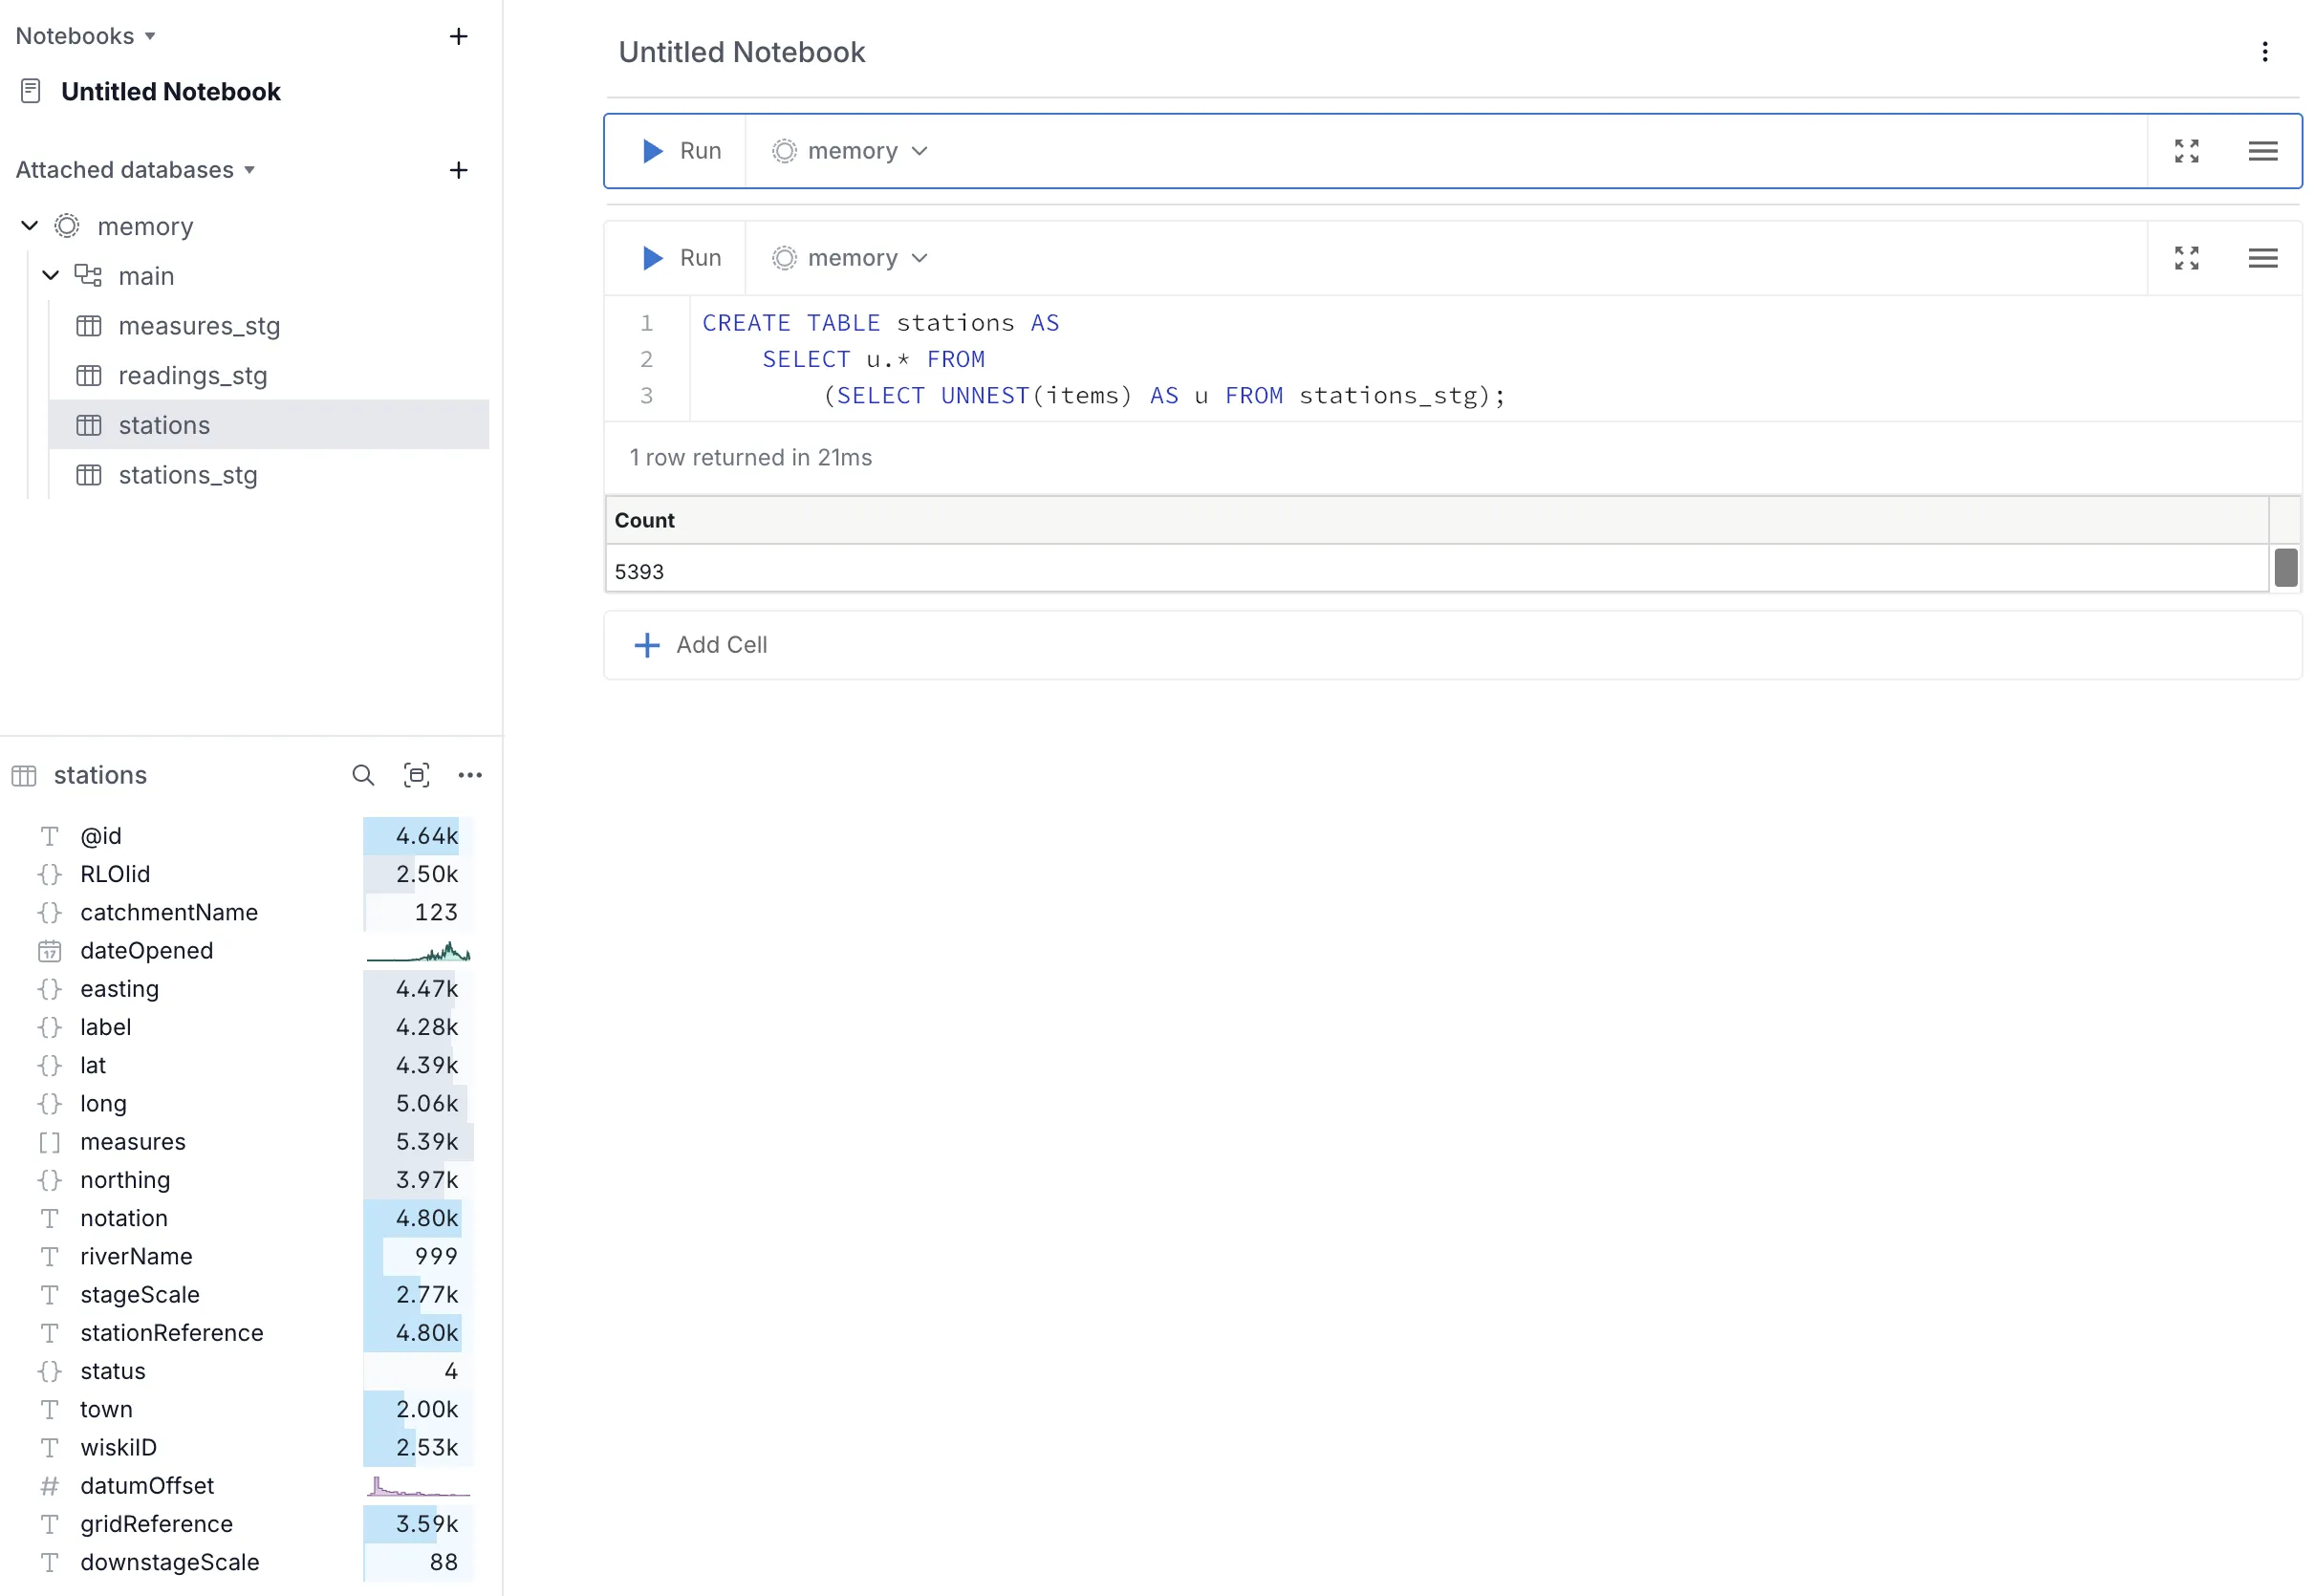 Notebooks
Untitled Notebook
Attached databases
memory
main
measures_stg
readings_stg
stations
stations_stg
stations
@id 4.64k
RLOIid 2.50k
catchmentName 123
17 dateOpened
easting 4.47k
label 4.28k
lat 4.39k
long 5.06k
measures 5.39k
northing 3.97k
notation 4.80k
riverName 999
stageScale 2.77k
stationReference 4.80k
status 4
town 2.00k
wiskiID 2.53k
datumOffset
gridReference 3.59k
downstageScale 88
Untitled Notebook
Run memory
Run memory
1 CREATE TABLE stations AS
2 SELECT u.* FROM
3 (SELECT UNNEST(items) AS u FROM stations_stg);
1 row returned in 21ms
Count
5393
Add Cell